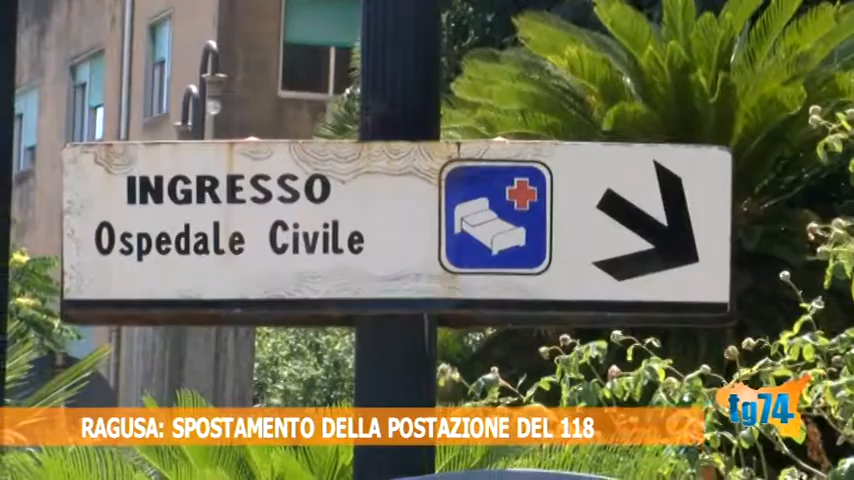 INGRESSO
Ospedale Civile
RAGUSA: SPOSTAMENTO DELLA POSTAZIONE DEL 118
tg74